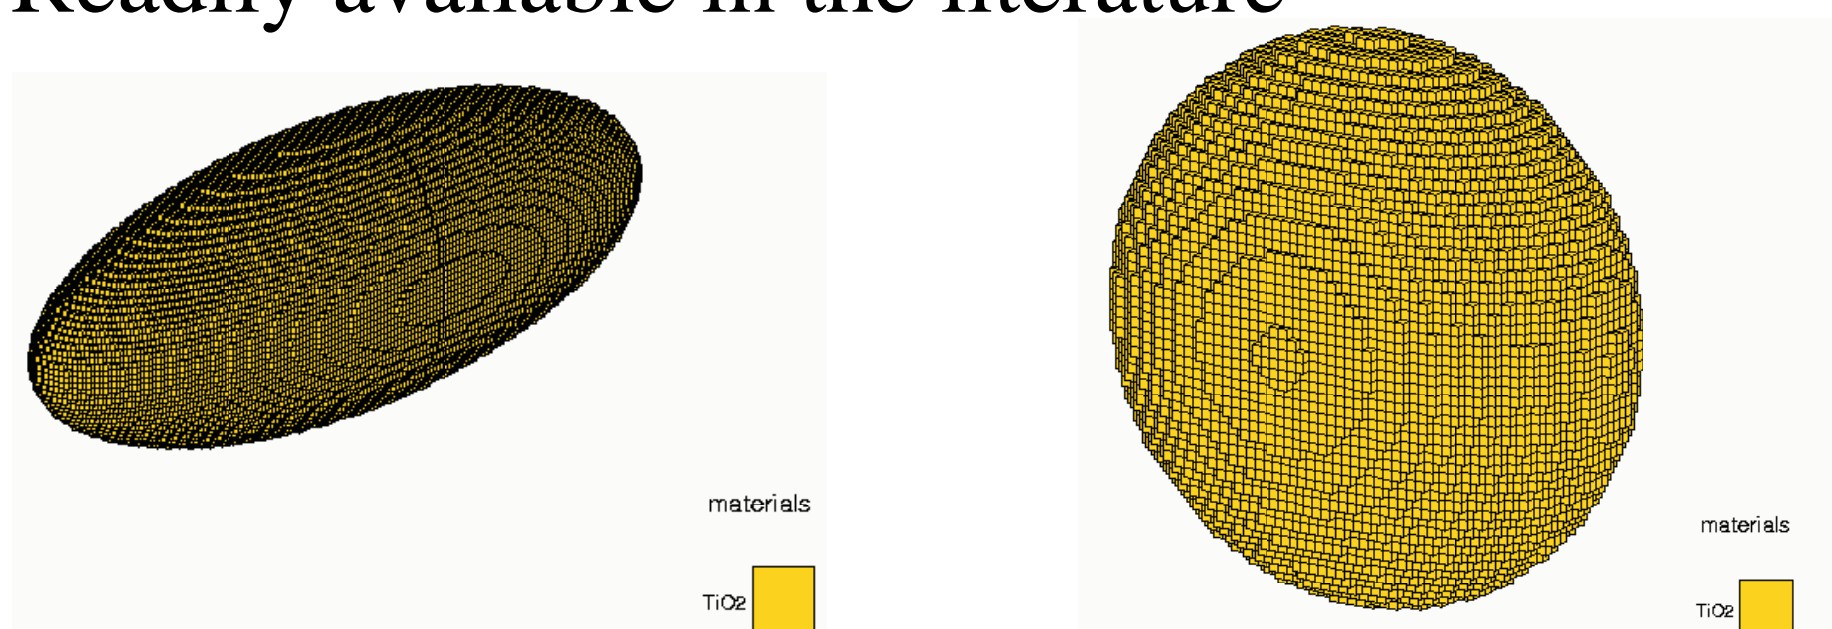 Readily available in the literature
materials
TiO2
materials
TiO2